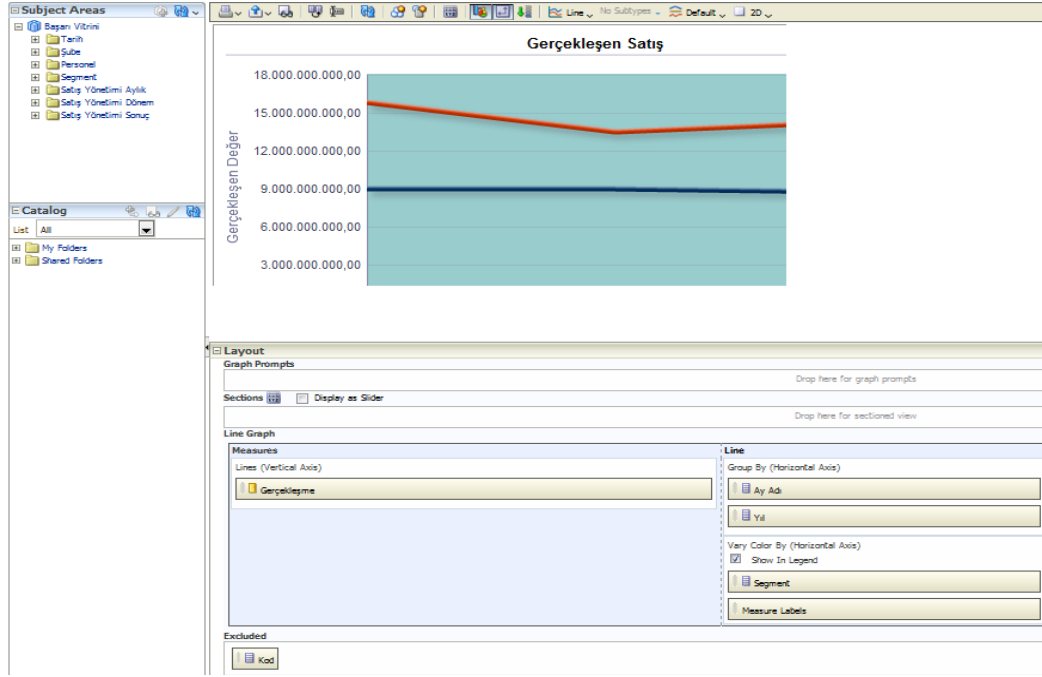 Subject Areas
Başarı Vitrini
Tarih
Şube
Personel
Segment
Satış Yönetimi Aylık
Satış Yönetimi Dönem
Satış Yönetimi Sonuç
Catalog
List All
My Folders
Shared Folders
Line No Subtypes Default 2D
Gerçekleşen Satış
Gerçekleşen Değer
18.000.000.000,00
15.000.000.000,00
12.000.000.000,00
9.000.000.000,00
6.000.000.000,00
3.000.000.000,00
Layout
Graph Prompts
Drop here for graph prompts
Sections Display as Slider
Drop here for sectioned view
Line Graph
Measures
Lines (Vertical Axis)
Gerçekleşme
Line
Group By (Horizontal Axis)
Ay Adı
Yıl
Vary Color By (Horizontal Axis)
Show In Legend
Segment
Measure Labels
Excluded
Kod